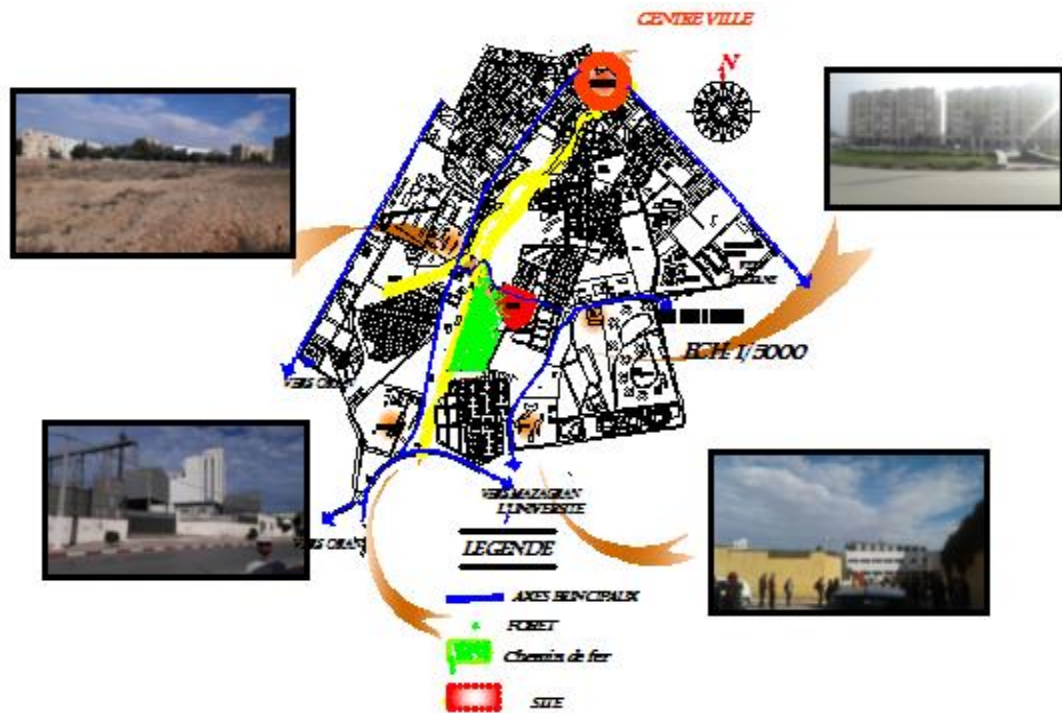 CENTRE VILLE
N
ECH: 1/5000
VERS ORAN
VERS MAZAGRAN
L'UNIVERSITE
VERS ORAN
LEGENDE
AXES PRINCIPAUX
FORET
Chemin de fer
SITE